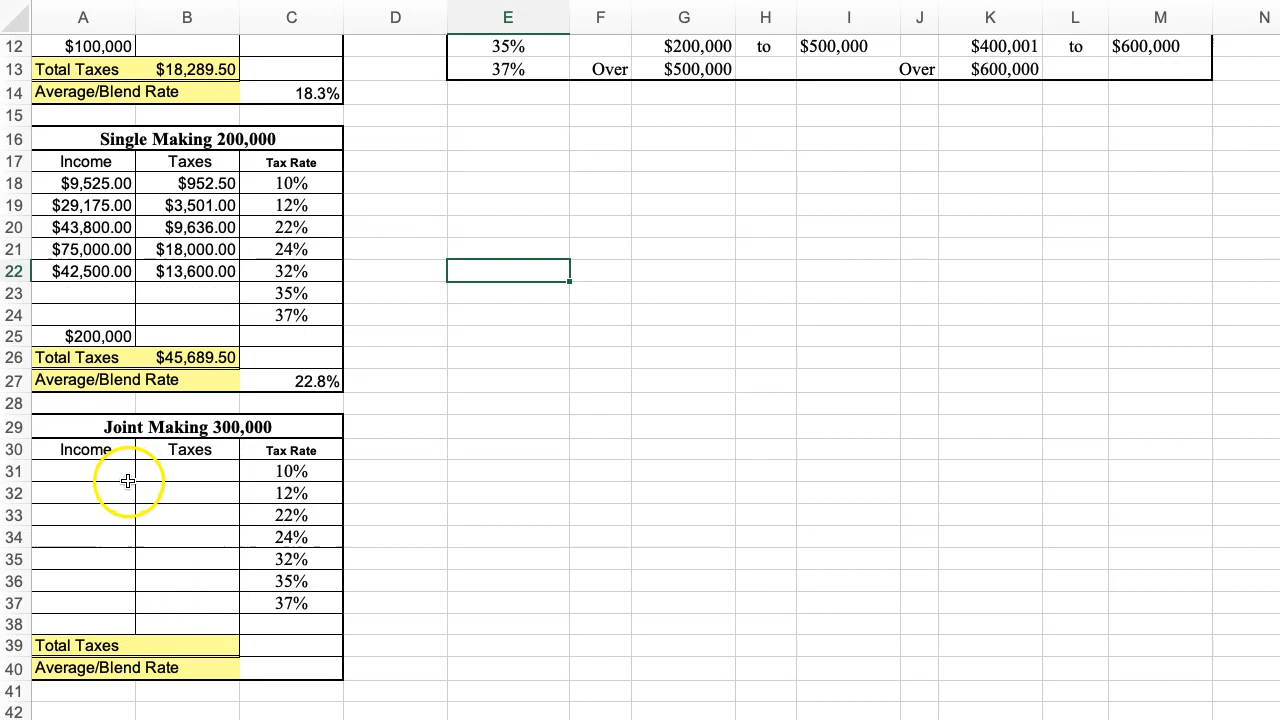 A B C D E F G H I J K L M N
12 $100,000 35% $200,000 to $500,000 $400,001 to $600,000
13 Total Taxes $18,289.50 37% Over $500,000 Over $600,000
14 Average/Blend Rate 18.3%
15
16 Single Making 200,000
17 Income Taxes Tax Rate
18 $9,525.00 $952.50 10%
19 $29,175.00 $3,501.00 12%
20 $43,800.00 $9,636.00 22%
21 $75,000.00 $18,000.00 24%
22 $42,500.00 $13,600.00 32%
23 35%
24 37%
25 $200,000
26 Total Taxes $45,689.50
27 Average/Blend Rate 22.8%
28
29 Joint Making 300,000
30 Income Taxes Tax Rate
31 10%
32 12%
33 22%
34 24%
35 32%
36 35%
37 37%
38
39 Total Taxes
40 Average/Blend Rate
41
42